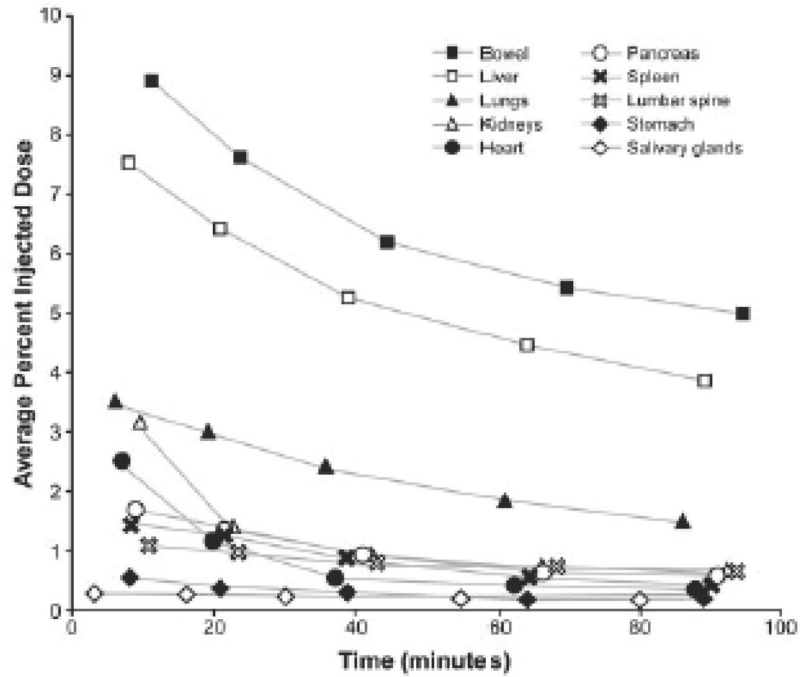 10
9
8
7
6
5
4
3
2
1
0
Average Percent Injected Dose
Bowel
Liver
Lungs
Kidneys
Heart
Pancreas
Spleen
Lumbar spine
Stomach
Salivary glands
0 20 40 60 80 100
Time (minutes)